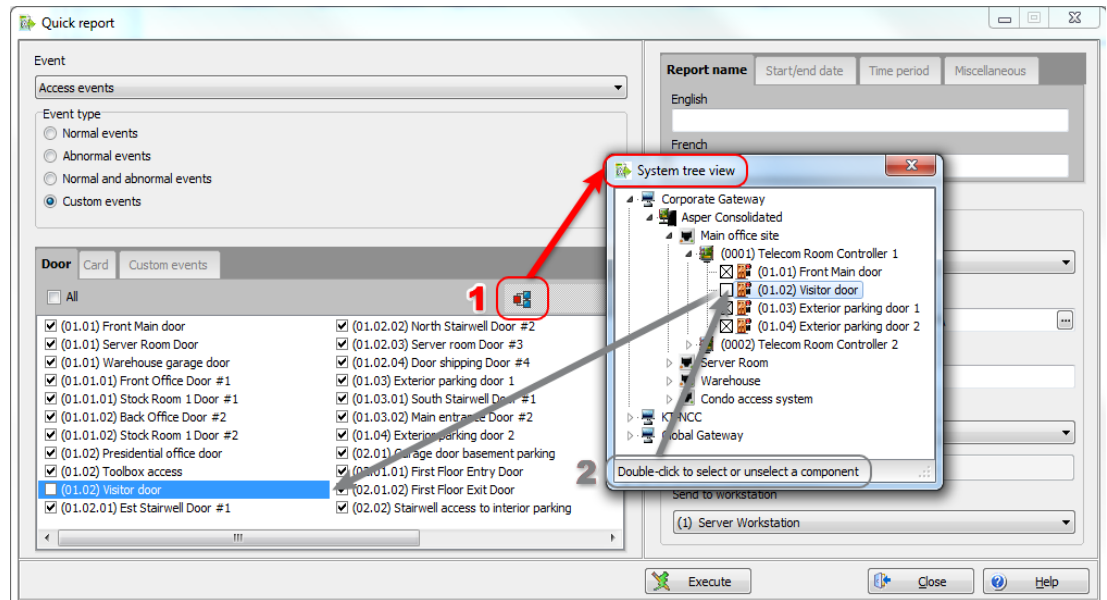 Quick report
Event
Access events
Event type
Normal events
Abnormal events
Normal and abnormal events
Custom events
Door Card Custom events
All
1
(01.01) Front Main door
(01.01) Server Room Door
(01.01) Warehouse garage door
(01.01.01) Front Office Door #1
(01.01.01) Stock Room 1 Door #1
(01.01.02) Back Office Door #2
(01.01.02) Stock Room 1 Door #2
(01.02) Presidential office door
(01.02) Toolbox access
(01.02) Visitor door
(01.02.01) Est Stairwell Door #1
(01.02.02) North Stairwell Door #2
(01.02.03) Server room Door #3
(01.02.04) Door shipping Door #4
(01.03) Exterior parking door 1
(01.03.01) South Stairwell Door #1
(01.03.02) Main entrance Door #2
(01.04) Exterior parking door 2
(02.01) Garage door basement parking
(02.01.01) First Floor Entry Door
(02.01.02) First Floor Exit Door
(02.02) Stairwell access to interior parking
Report name Start/end date Time period Miscellaneous
English
French
System tree view
Corporate Gateway
Asper Consolidated
Main office site
(0001) Telecom Room Controller 1
(01.01) Front Main door
(01.02) Visitor door
(01.03) Exterior parking door 1
(01.04) Exterior parking door 2
(0002) Telecom Room Controller 2
Server Room
Warehouse
Condo access system
KT-NCC
Global Gateway
2
Double-click to select or unselect a component
Send to workstation
(1) Server Workstation
Execute Close Help